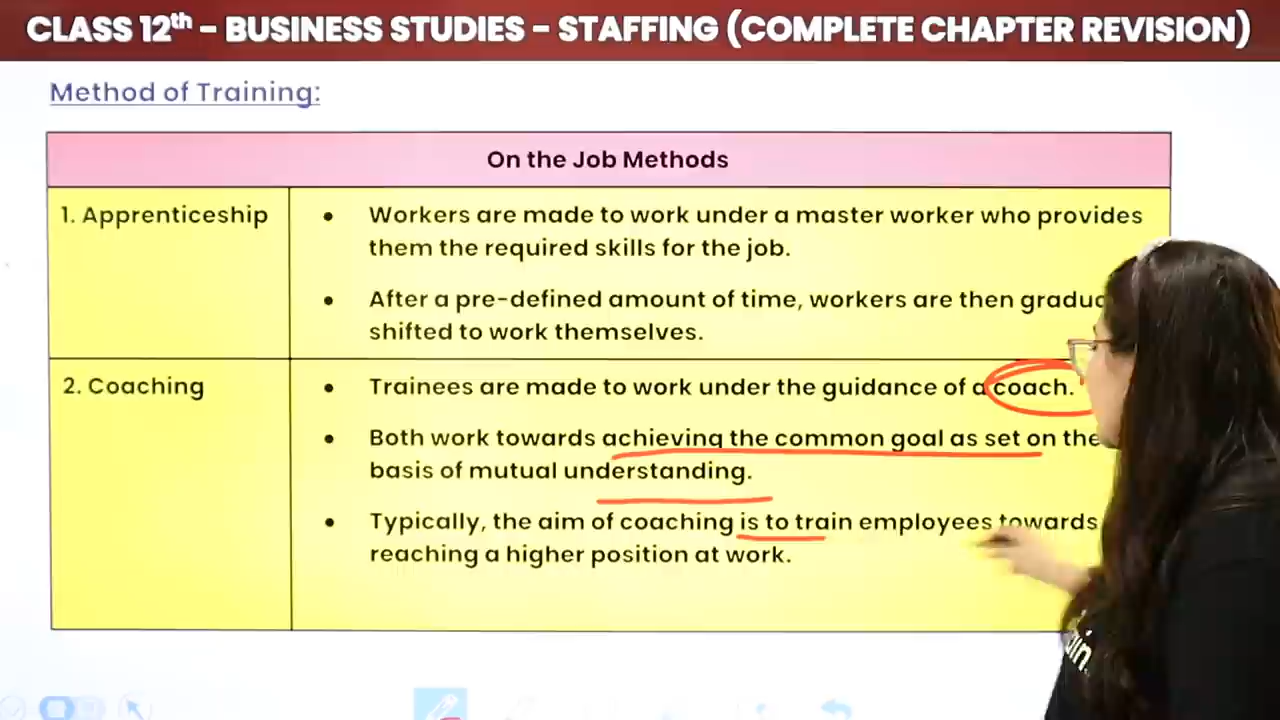 CLASS 12th – BUSINESS STUDIES – STAFFING (COMPLETE CHAPTER REVISION)
Method of Training:
On the Job Methods
1. Apprenticeship
• Workers are made to work under a master worker who provides
them the required skills for the job.
• After a pre-defined amount of time, workers are then
shifted to work themselves.
2. Coaching
• Trainees are made to work under the guidance of a coach.
• Both work towards achieving the common goal as set on the
basis of mutual understanding.
• Typically, the aim of coaching is to train employees towards
reaching a higher position at work.